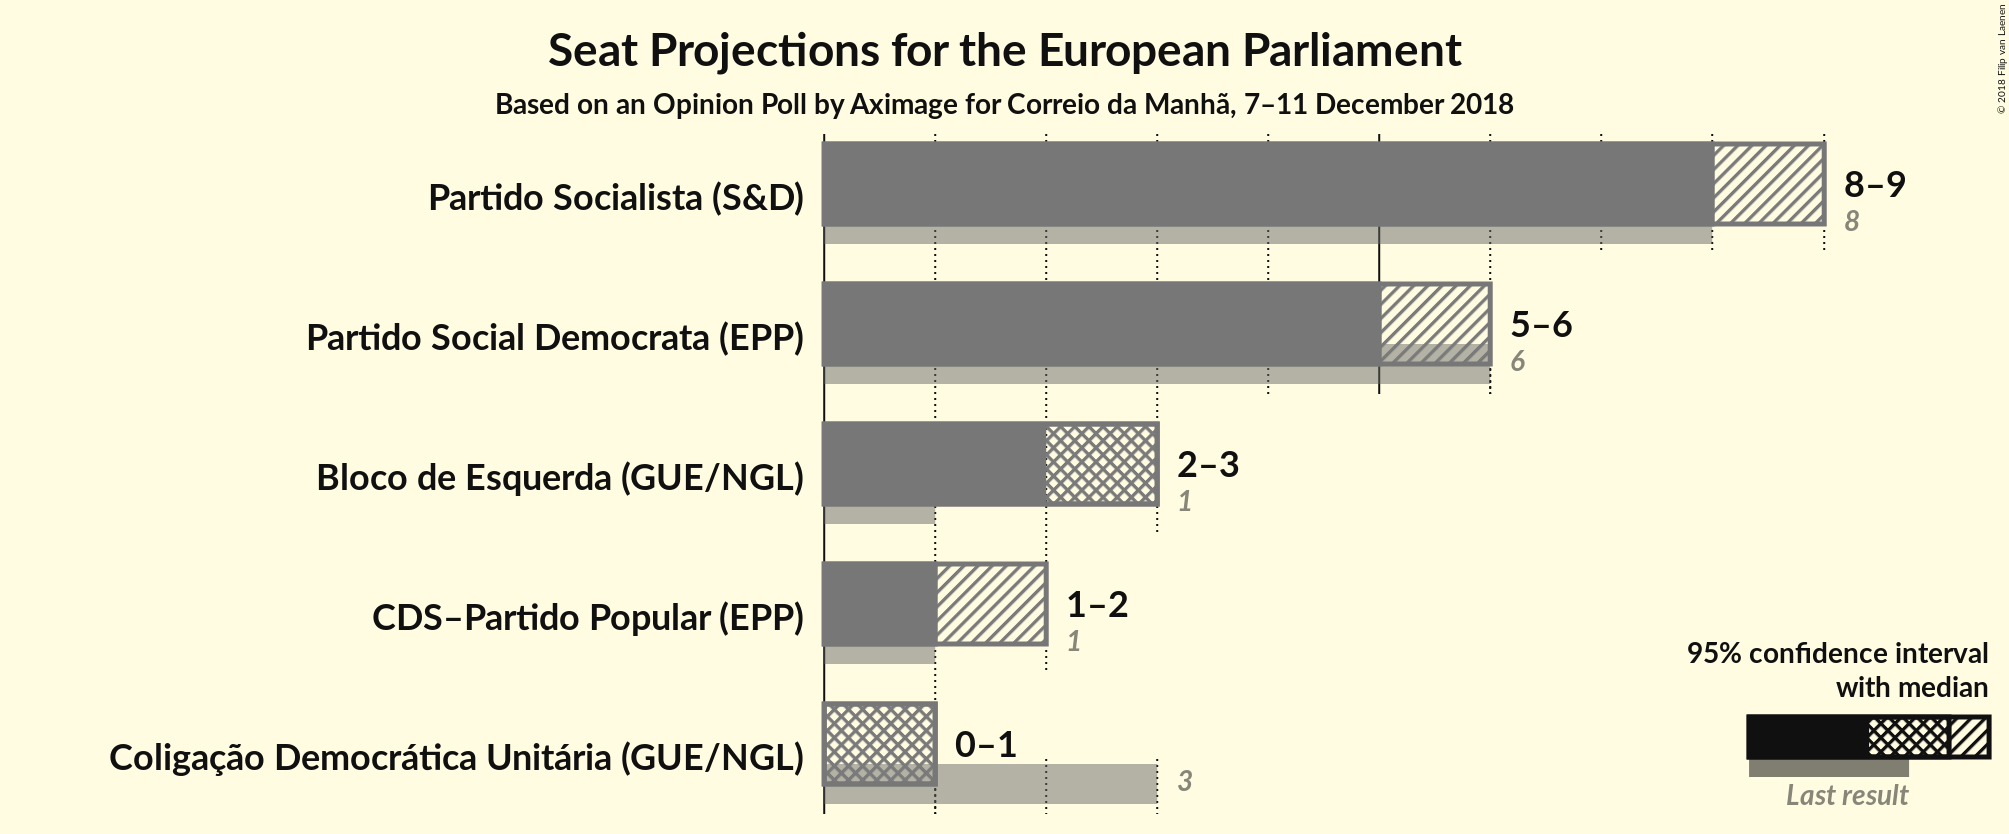 Seat Projections for the European Parliament
Based on an Opinion Poll by Aximage for Correio da Manhã, 7–11 December 2018
© 2018 Filip van Laenen
Partido Socialista (S&D)
8–9
8
Partido Social Democrata (EPP)
5–6
6
Bloco de Esquerda (GUE/NGL)
2–3
1
CDS–Partido Popular (EPP)
1–2
1
Coligação Democrática Unitária (GUE/NGL)
0–1
3
95% confidence interval
with median
Last result